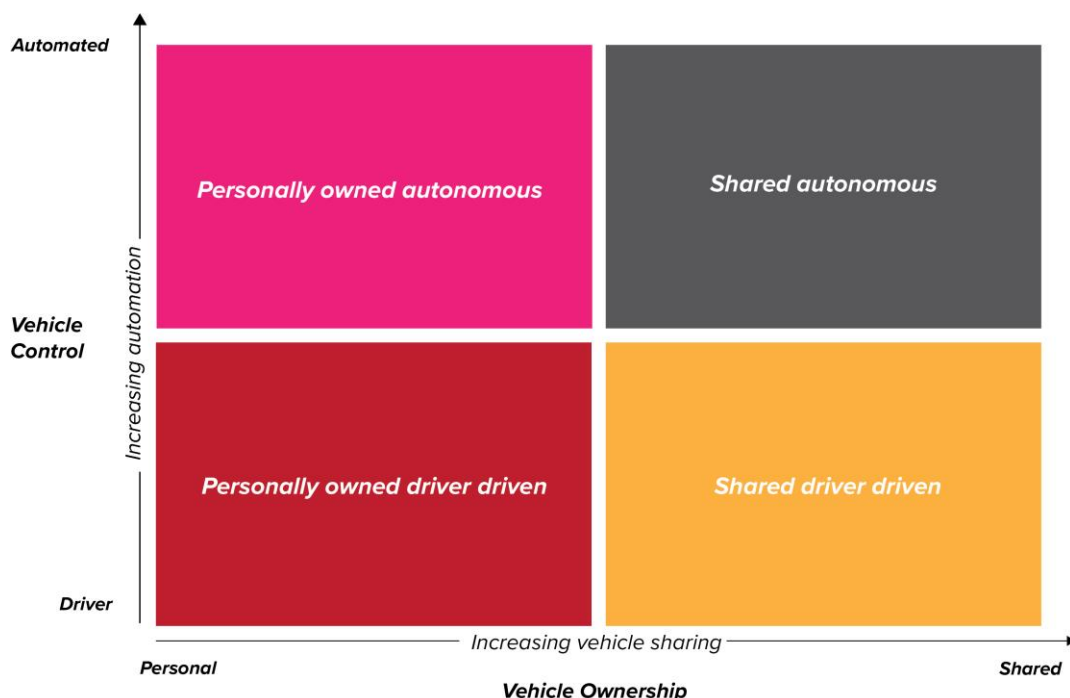 Automated
Personally owned autonomous
Shared autonomous
Increasing automation
Vehicle
Control
Personally owned driver driven
Shared driver driven
Driver
Increasing vehicle sharing
Personal
Shared
Vehicle Ownership